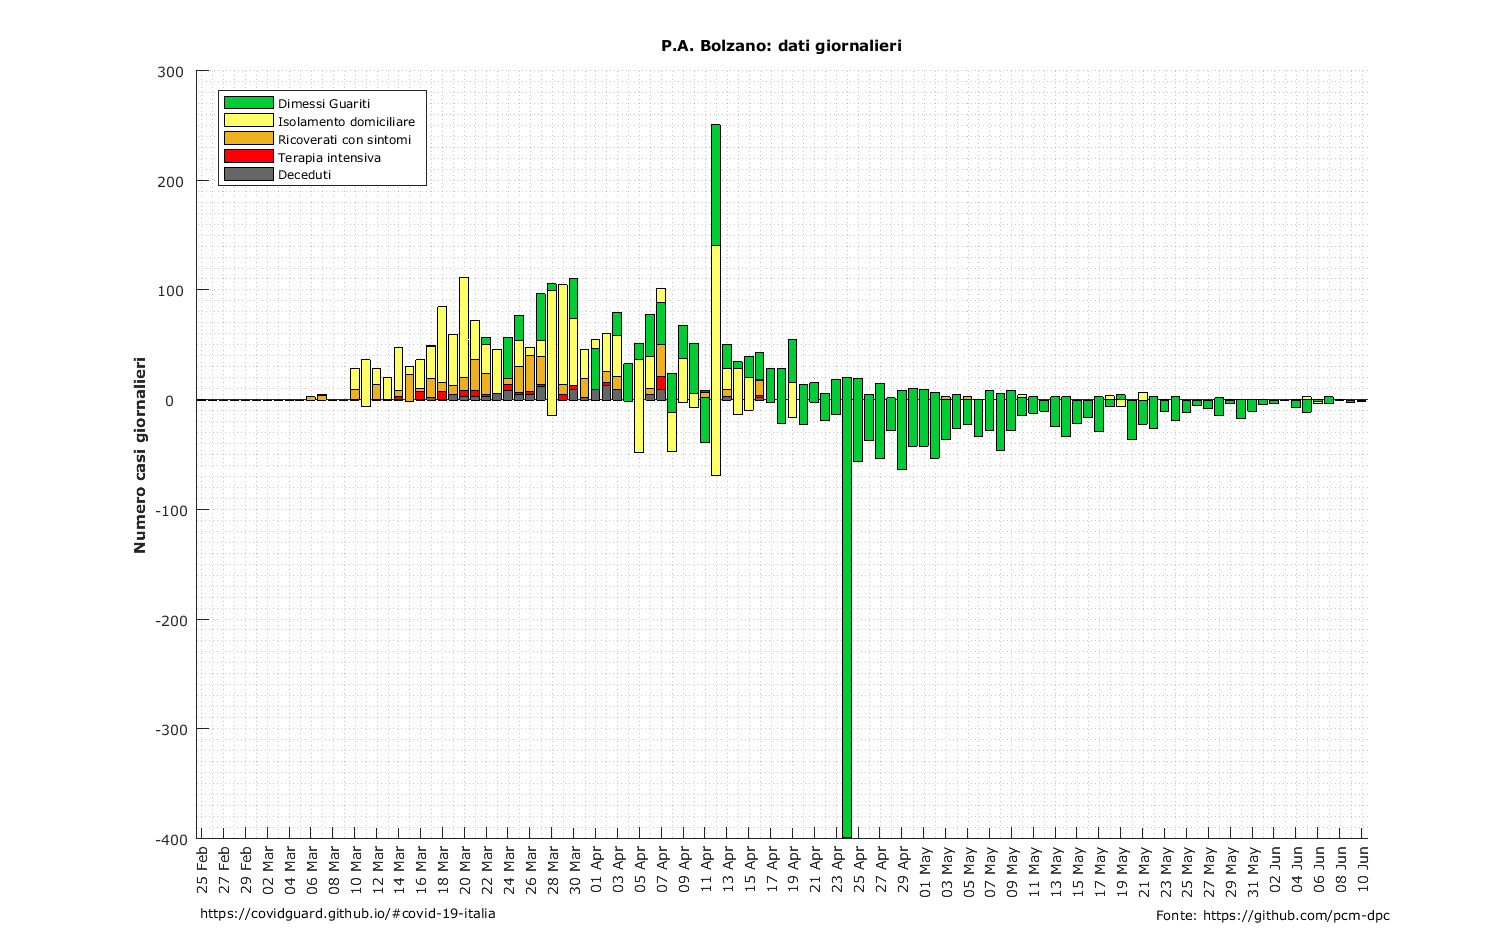 P.A. Bolzano: dati giornalieri
300
200
100
0
-100
-200
-300
-400
Numero casi giornalieri
Dimessi Guariti
Isolamento domiciliare
Ricoverati con sintomi
Terapia intensiva
Deceduti
25 Feb
27 Feb
29 Feb
02 Mar
04 Mar
06 Mar
08 Mar
10 Mar
12 Mar
14 Mar
16 Mar
18 Mar
20 Mar
22 Mar
24 Mar
26 Mar
28 Mar
30 Mar
01 Apr
03 Apr
05 Apr
07 Apr
09 Apr
11 Apr
13 Apr
15 Apr
17 Apr
19 Apr
21 Apr
23 Apr
25 Apr
27 Apr
29 Apr
01 May
03 May
05 May
07 May
09 May
11 May
13 May
15 May
17 May
19 May
21 May
23 May
25 May
27 May
29 May
31 May
02 Jun
04 Jun
06 Jun
08 Jun
10 Jun
https://covidguard.github.io/#covid-19-italia
Fonte: https://github.com/pcm-dpc